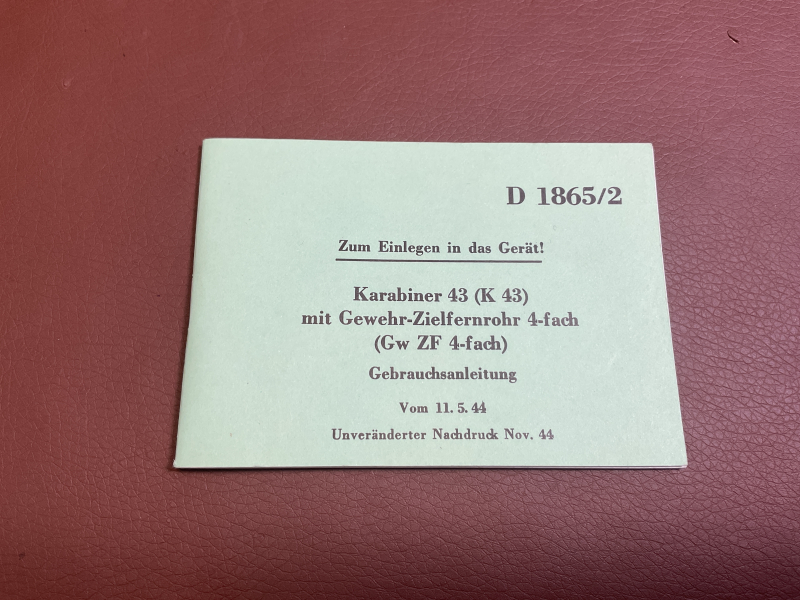 D 1865/2
Zum Einlegen in das Gerät!
Karabiner 43 (K 43)
mit Gewehr-Zielfernrohr 4-fach
(Gw ZF 4-fach)
Gebrauchsanleitung
Vom 11. 5. 44
Unveränderter Nachdruck Nov. 44